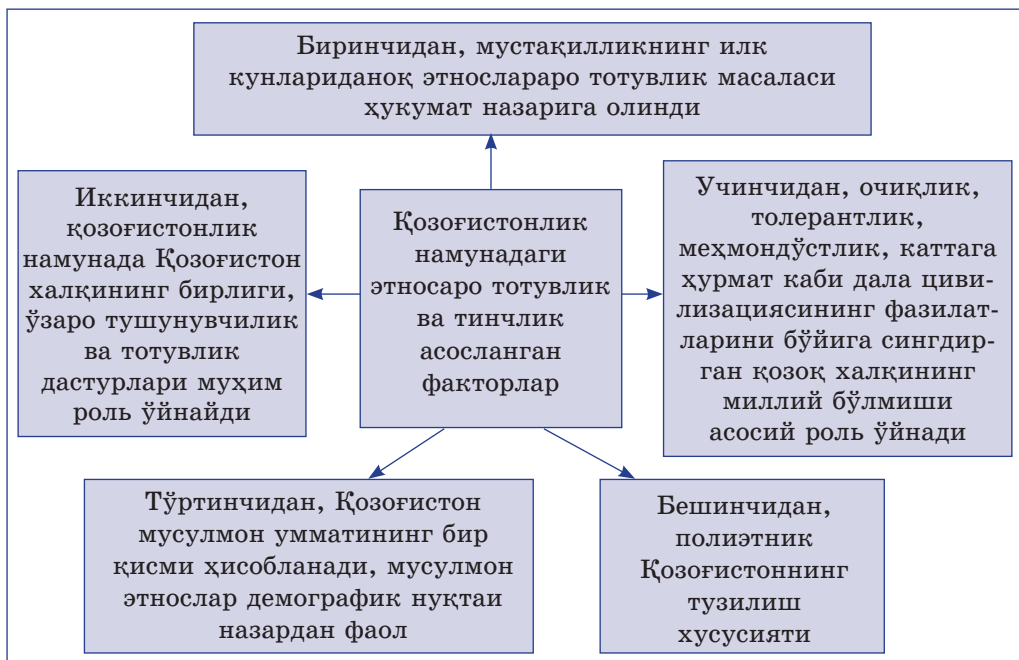 Биринчидан, мустақилликнинг илк
кунлариданоқ этнослараро тотувлик масаласи
ҳукумат назарига олинди
Иккинчидан,
қозоғистонлик
намунада Қозоғистон
халқининг бирлиги,
ўзаро тушунувчилик
ва тотувлик
дастурлари муҳим
роль ўйнайди
Қозоғистонлик
намунадаги
этносаро тотувлик
ва тинчлик
асосланган
факторлар
Учинчидан, очиқлик,
толерантлик,
меҳмондўстлик, каттага
ҳурмат каби дала циви-
лизациясининг фазилат-
ларини бўйига сингдир-
ган қозоқ халқининг
миллий бўлмиши
асосий роль ўйнади
Тўртинчидан, Қозоғистон
мусулмон умматининг бир
қисми ҳисобланади, мусулмон
этнослар демографик нуқтаи
назардан фаол
Бешинчидан,
полиэтник
Қозоғистоннинг
тузилиш
хусусияти